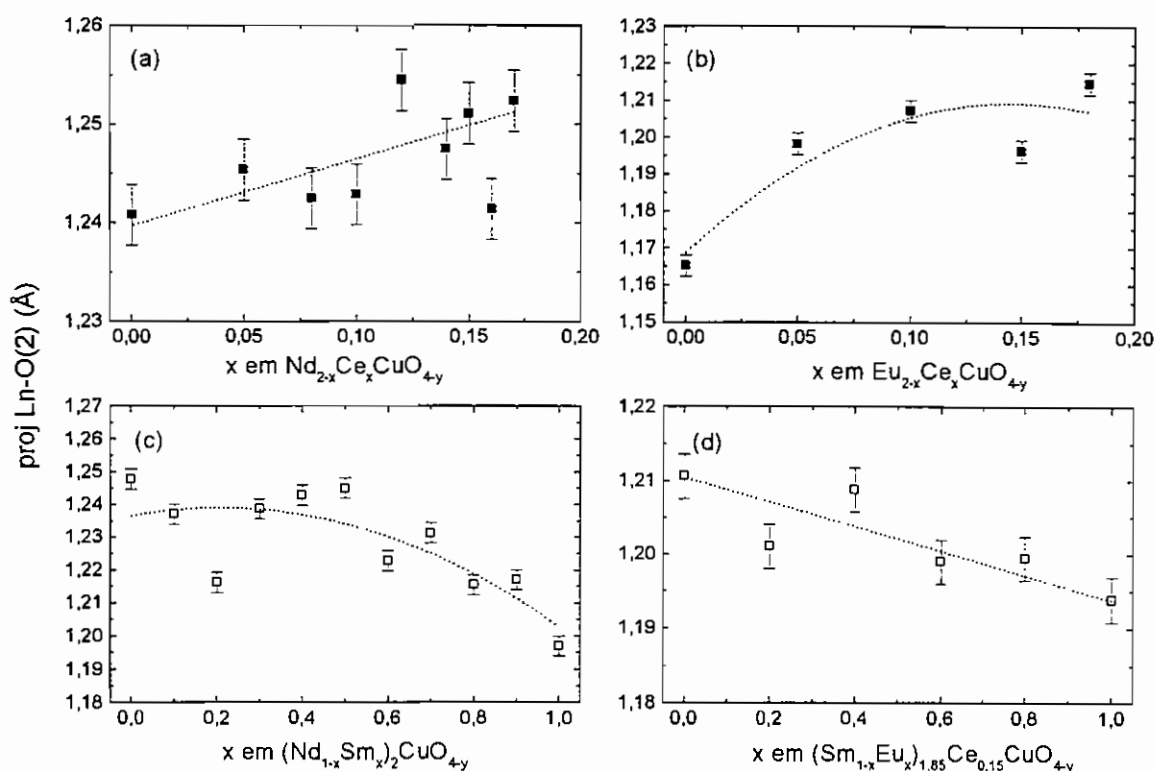 proj Ln-O(2) (Å)
(a)
1,26
1,25
1,24
1,23
0,00 0,05 0,10 0,15 0,20
x em Nd2-xCexCuO4-y
(b)
1,23
1,22
1,21
1,20
1,19
1,18
1,17
1,16
1,15
0,00 0,05 0,10 0,15 0,20
x em Eu2-xCexCuO4-y
(c)
1,27
1,26
1,25
1,24
1,23
1,22
1,21
1,20
1,19
1,18
0,0 0,2 0,4 0,6 0,8 1,0
x em (Nd1-xSmx)2CuO4-y
(d)
1,22
1,21
1,20
1,19
1,18
0,0 0,2 0,4 0,6 0,8 1,0
x em (Sm1-xEux)1,85Ce0,15CuO4-y